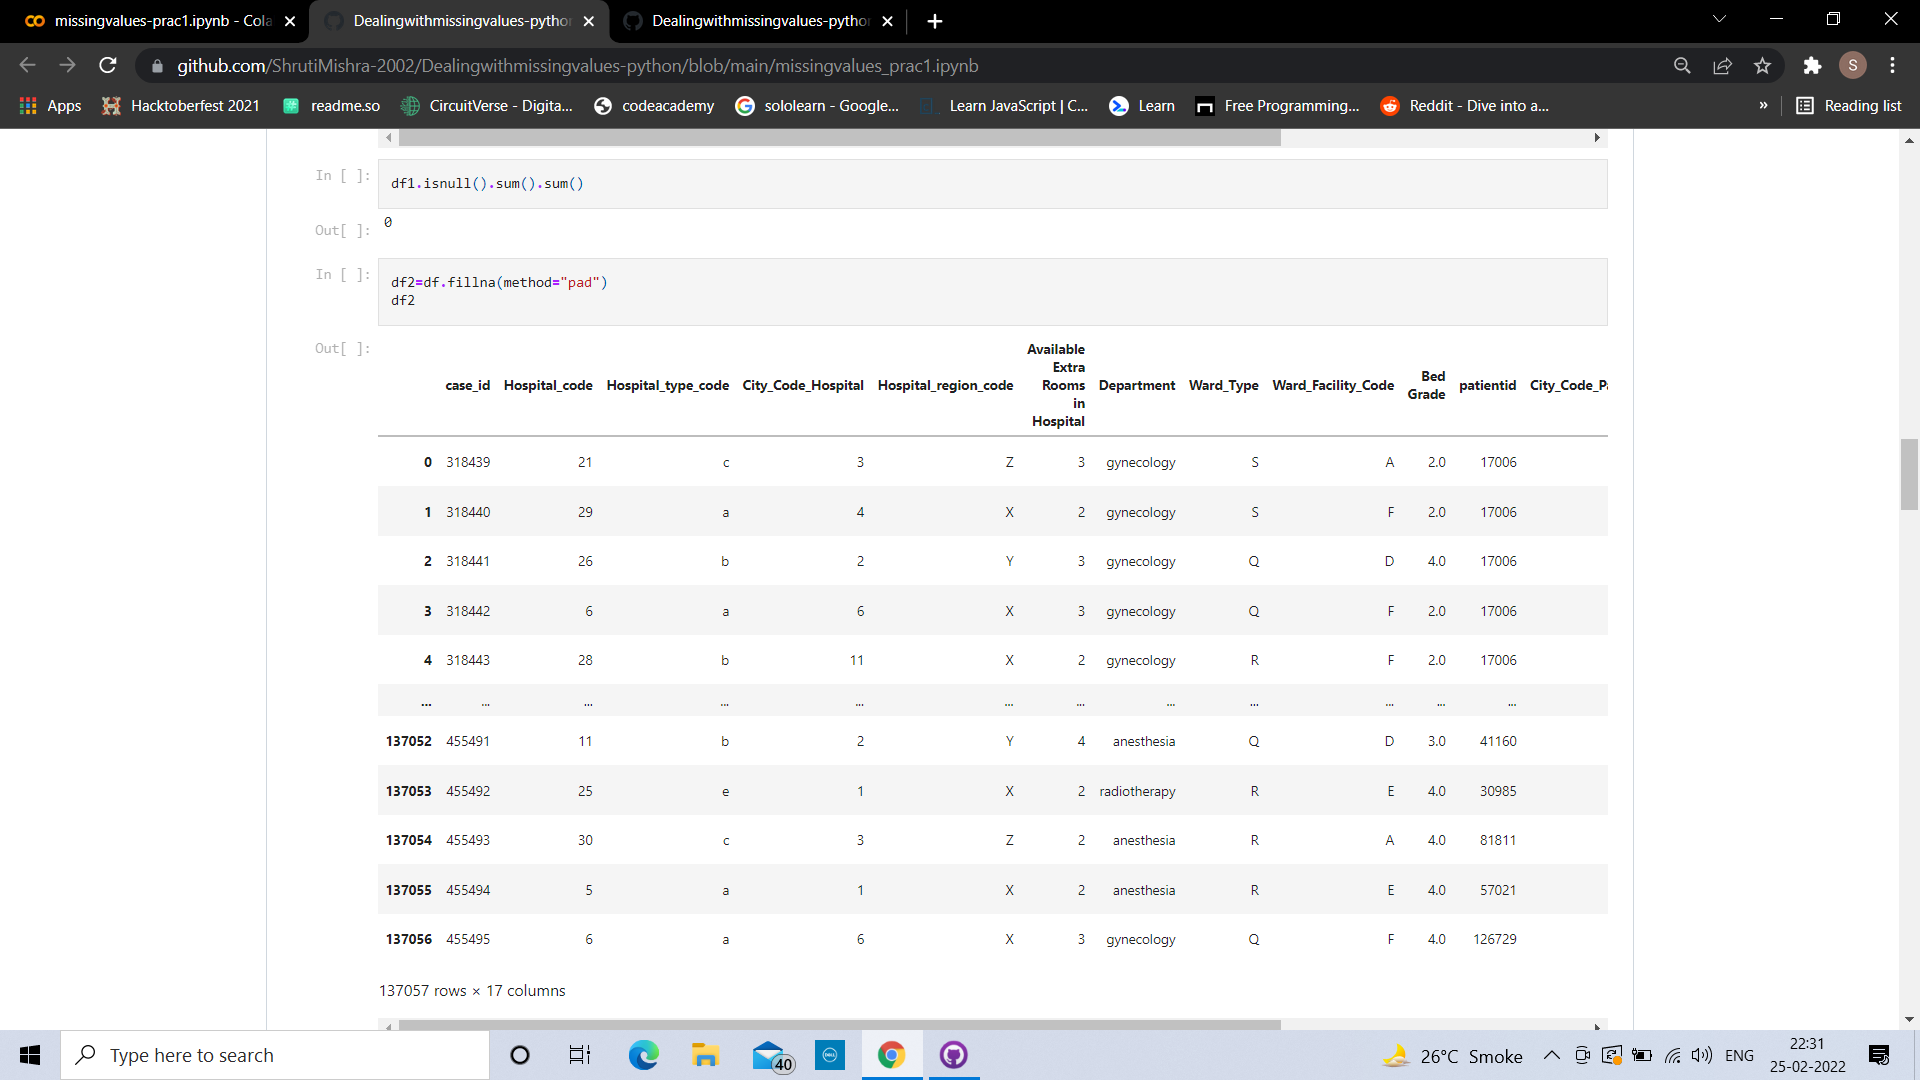 missingvalues-prac1.ipynb - Cola
Dealingwithmissingvalues-python
Dealingwithmissingvalues-python
github.com/ShrutiMishra-2002/Dealingwithmissingvalues-python/blob/main/missingvalues_prac1.ipynb
S
Apps
Hacktoberfest 2021
readme.so
CircuitVerse - Digita...
codeacademy
sololearn - Google...
Learn JavaScript | C...
Learn
Free Programming...
Reddit - Dive into a...
»
Reading list
In [ ]:
df1.isnull().sum().sum()
Out[ ]:
0
In [ ]:
df2=df.fillna(method="pad")
df2
Out[ ]:
case_id Hospital_code Hospital_type_code City_Code_Hospital Hospital_region_code Available Extra Rooms in Hospital Department Ward_Type Ward_Facility_Code Bed Grade patientid City_Code_Pa
0 318439 21 c 3 Z 3 gynecology S A 2.0 17006
1 318440 29 a 4 X 2 gynecology S F 2.0 17006
2 318441 26 b 2 Y 3 gynecology Q D 4.0 17006
3 318442 6 a 6 X 3 gynecology Q F 2.0 17006
4 318443 28 b 11 X 2 gynecology R F 2.0 17006
... ... ... ... ... ... ... ... ... ... ... ...
137052 455491 11 b 2 Y 4 anesthesia Q D 3.0 41160
137053 455492 25 e 1 X 2 radiotherapy R E 4.0 30985
137054 455493 30 c 3 Z 2 anesthesia R A 4.0 81811
137055 455494 5 a 1 X 2 anesthesia R E 4.0 57021
137056 455495 6 a 6 X 3 gynecology Q F 4.0 126729
137057 rows × 17 columns
Type here to search
40
DELL
26°C Smoke
ENG
22:31
25-02-2022